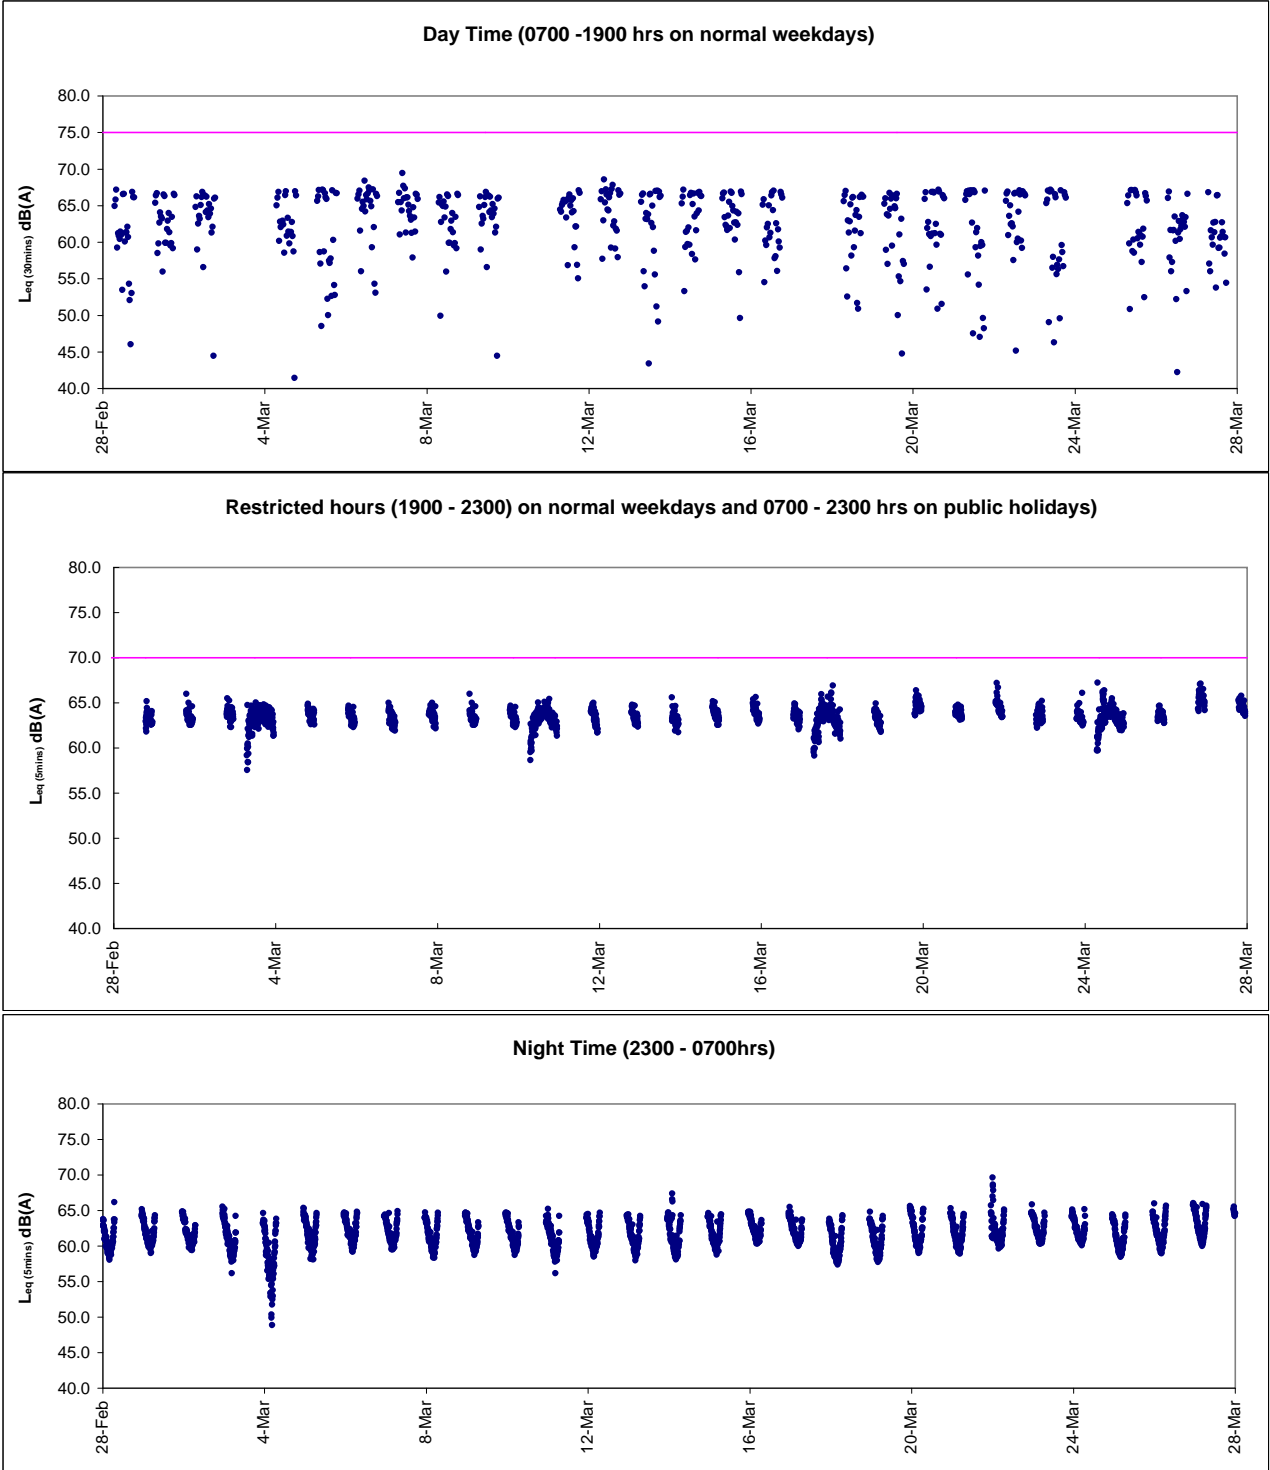 Day Time (0700 -1900 hrs on normal weekdays)
Leq (30mins) dB(A)
80.0
75.0
70.0
65.0
60.0
55.0
50.0
45.0
40.0
28-Feb
4-Mar
8-Mar
12-Mar
16-Mar
20-Mar
24-Mar
28-Mar
Restricted hours (1900 - 2300) on normal weekdays and 0700 - 2300 hrs on public holidays)
Leq (5mins) dB(A)
80.0
75.0
70.0
65.0
60.0
55.0
50.0
45.0
40.0
28-Feb
4-Mar
8-Mar
12-Mar
16-Mar
20-Mar
24-Mar
28-Mar
Night Time (2300 - 0700hrs)
Leq (5mins) dB(A)
80.0
75.0
70.0
65.0
60.0
55.0
50.0
45.0
40.0
28-Feb
4-Mar
8-Mar
12-Mar
16-Mar
20-Mar
24-Mar
28-Mar